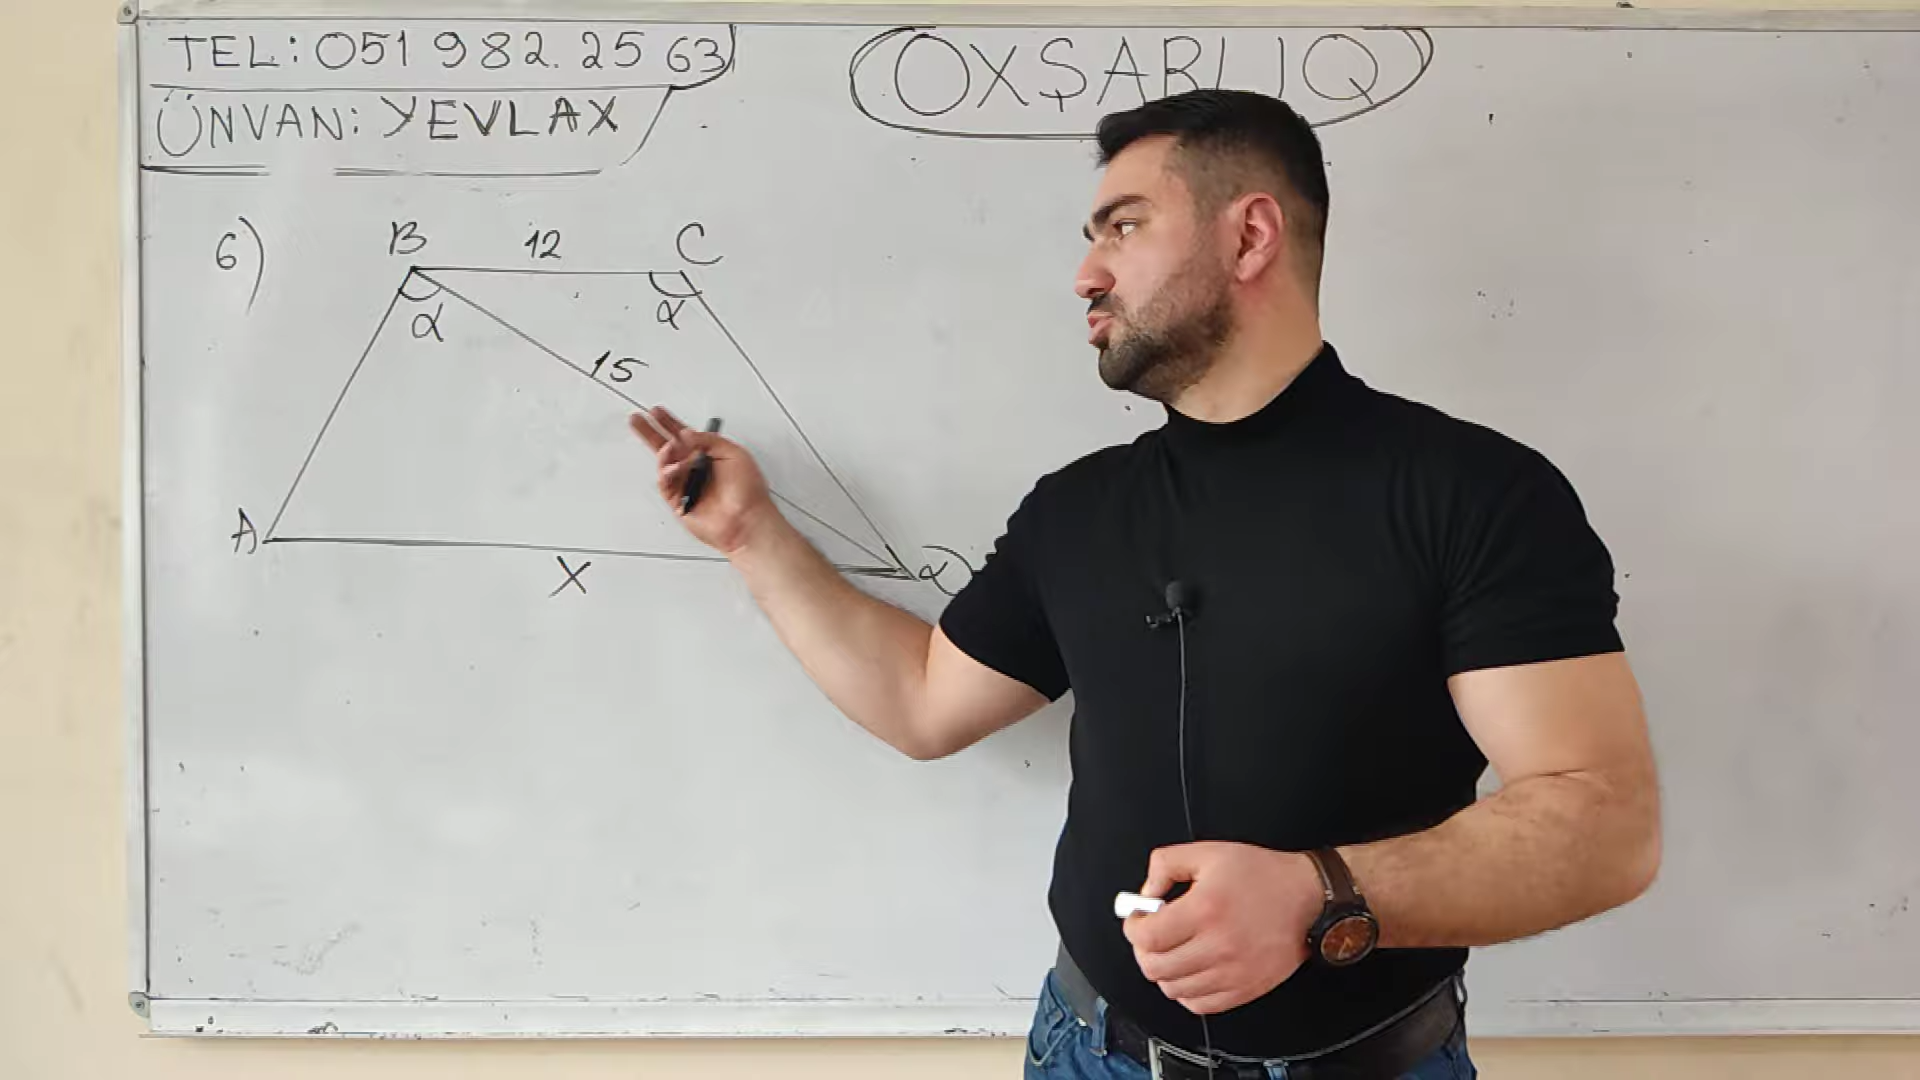 TEL: 051 982. 25 63
ÜNVAN: YEVLAX
OXŞARLIQ
6)
B 12 C
α α
15
A D
X